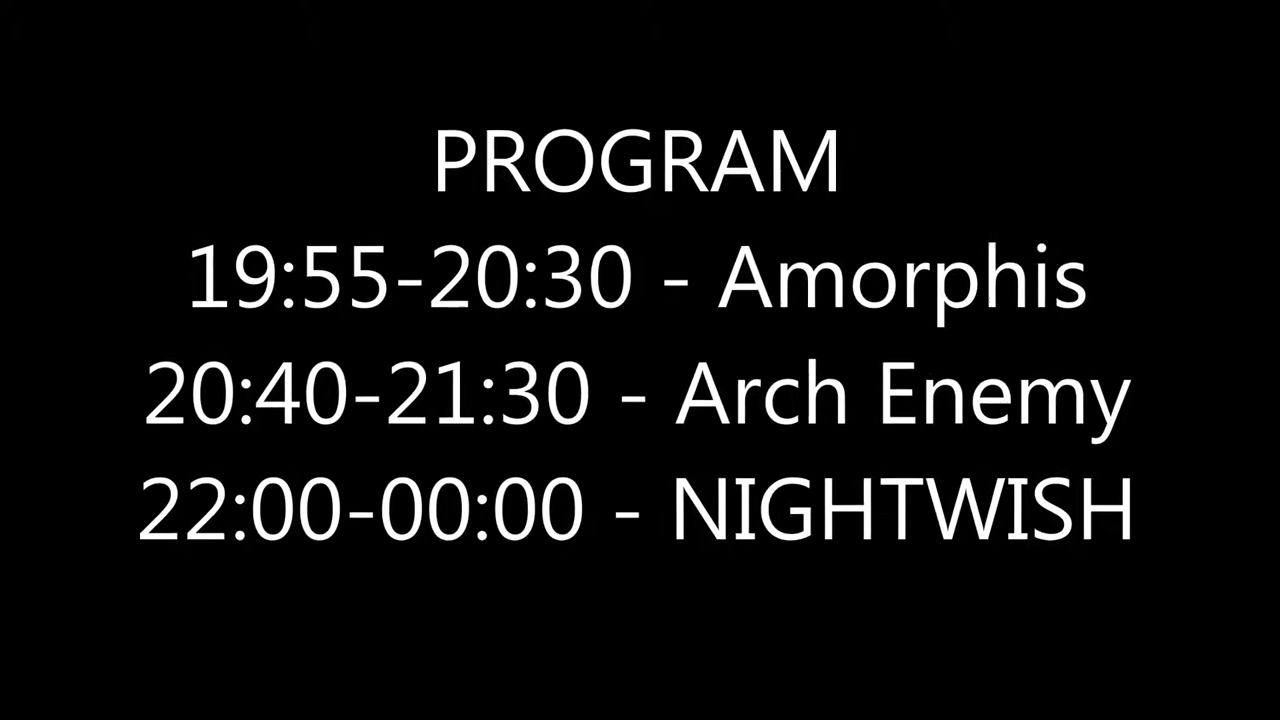 PROGRAM
19:55-20:30 - Amorphis
20:40-21:30 - Arch Enemy
22:00-00:00 - NIGHTWISH